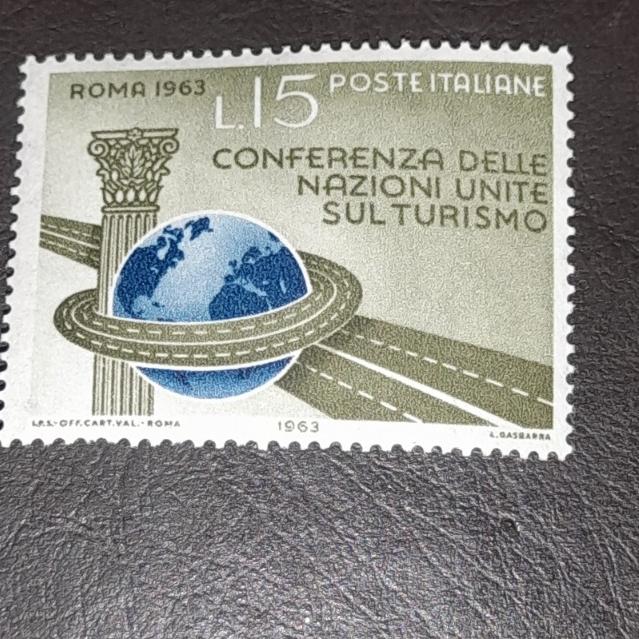 ROMA 1963
L.15
POSTE ITALIANE
CONFERENZA DELLE
NAZIONI UNITE
SUL TURISMO
I.P.S.-OFF.CART.VAL.-ROMA
1963
L.GASBARRA